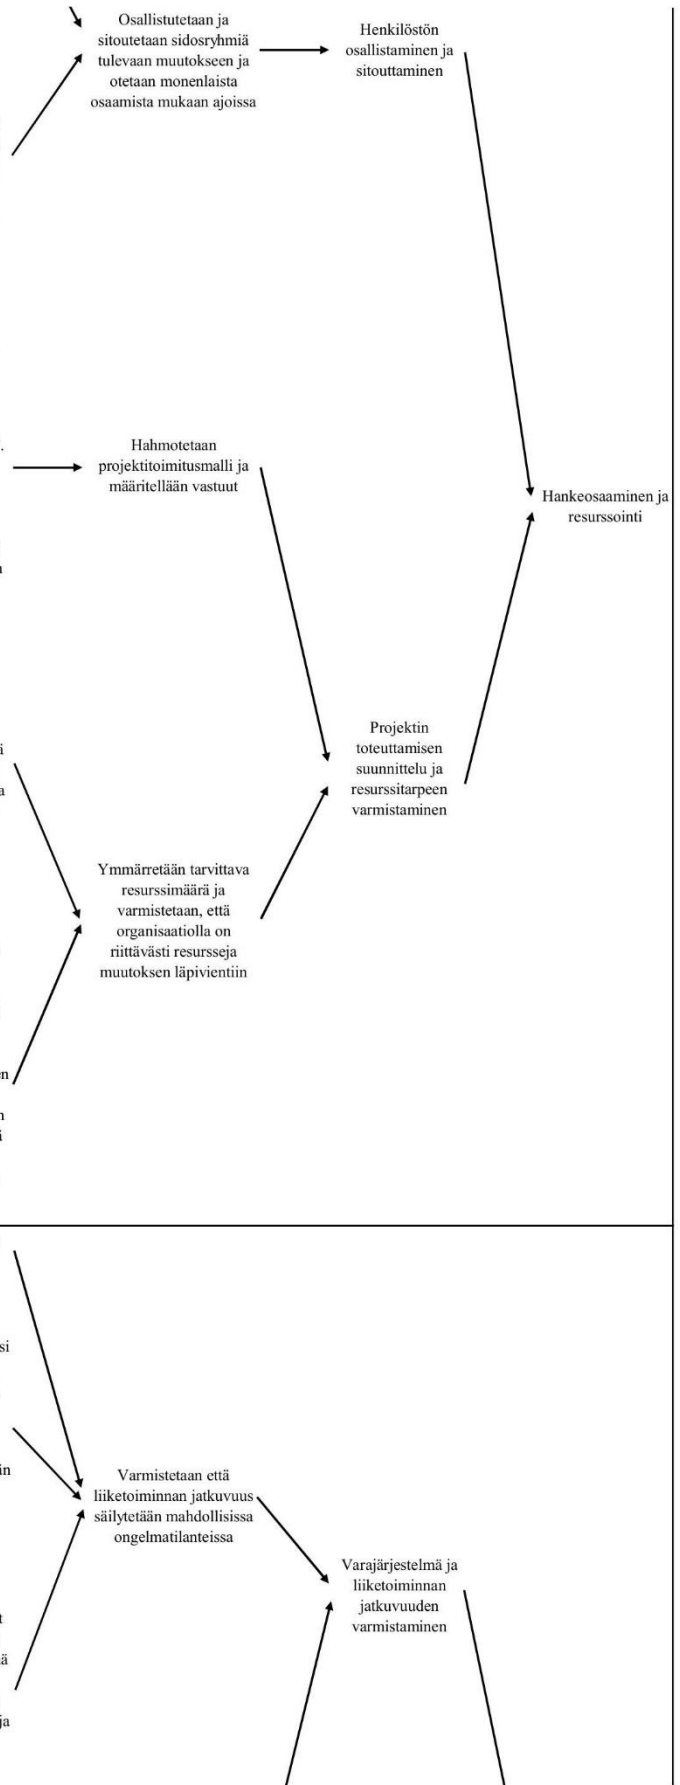 Osallistutetaan ja
sitoutetaan sidosryhmiä
tulevaan muutokseen ja
otetaan monenlaista
osaamista mukaan ajoissa
Henkilöstön
osallistaminen ja
sitouttaminen
Hahmotetaan
projektitoimitusmalli ja
määritellään vastuut
Hankeosaaminen ja
resurssointi
Projektin
toteuttamisen
suunnittelu ja
resurssitarpeen
varmistaminen
Ymmärretään tarvittava
resurssimäärä ja
varmistetaan, että
organisaatiolla on
riittävästi resursseja
muutoksen läpivientiin
Varmistetaan että
liiketoiminnan jatkuvuus
säilytetään mahdollisissa
ongelmatilanteissa
Varajärjestelmä ja
liiketoiminnan
jatkuvuuden
varmistaminen